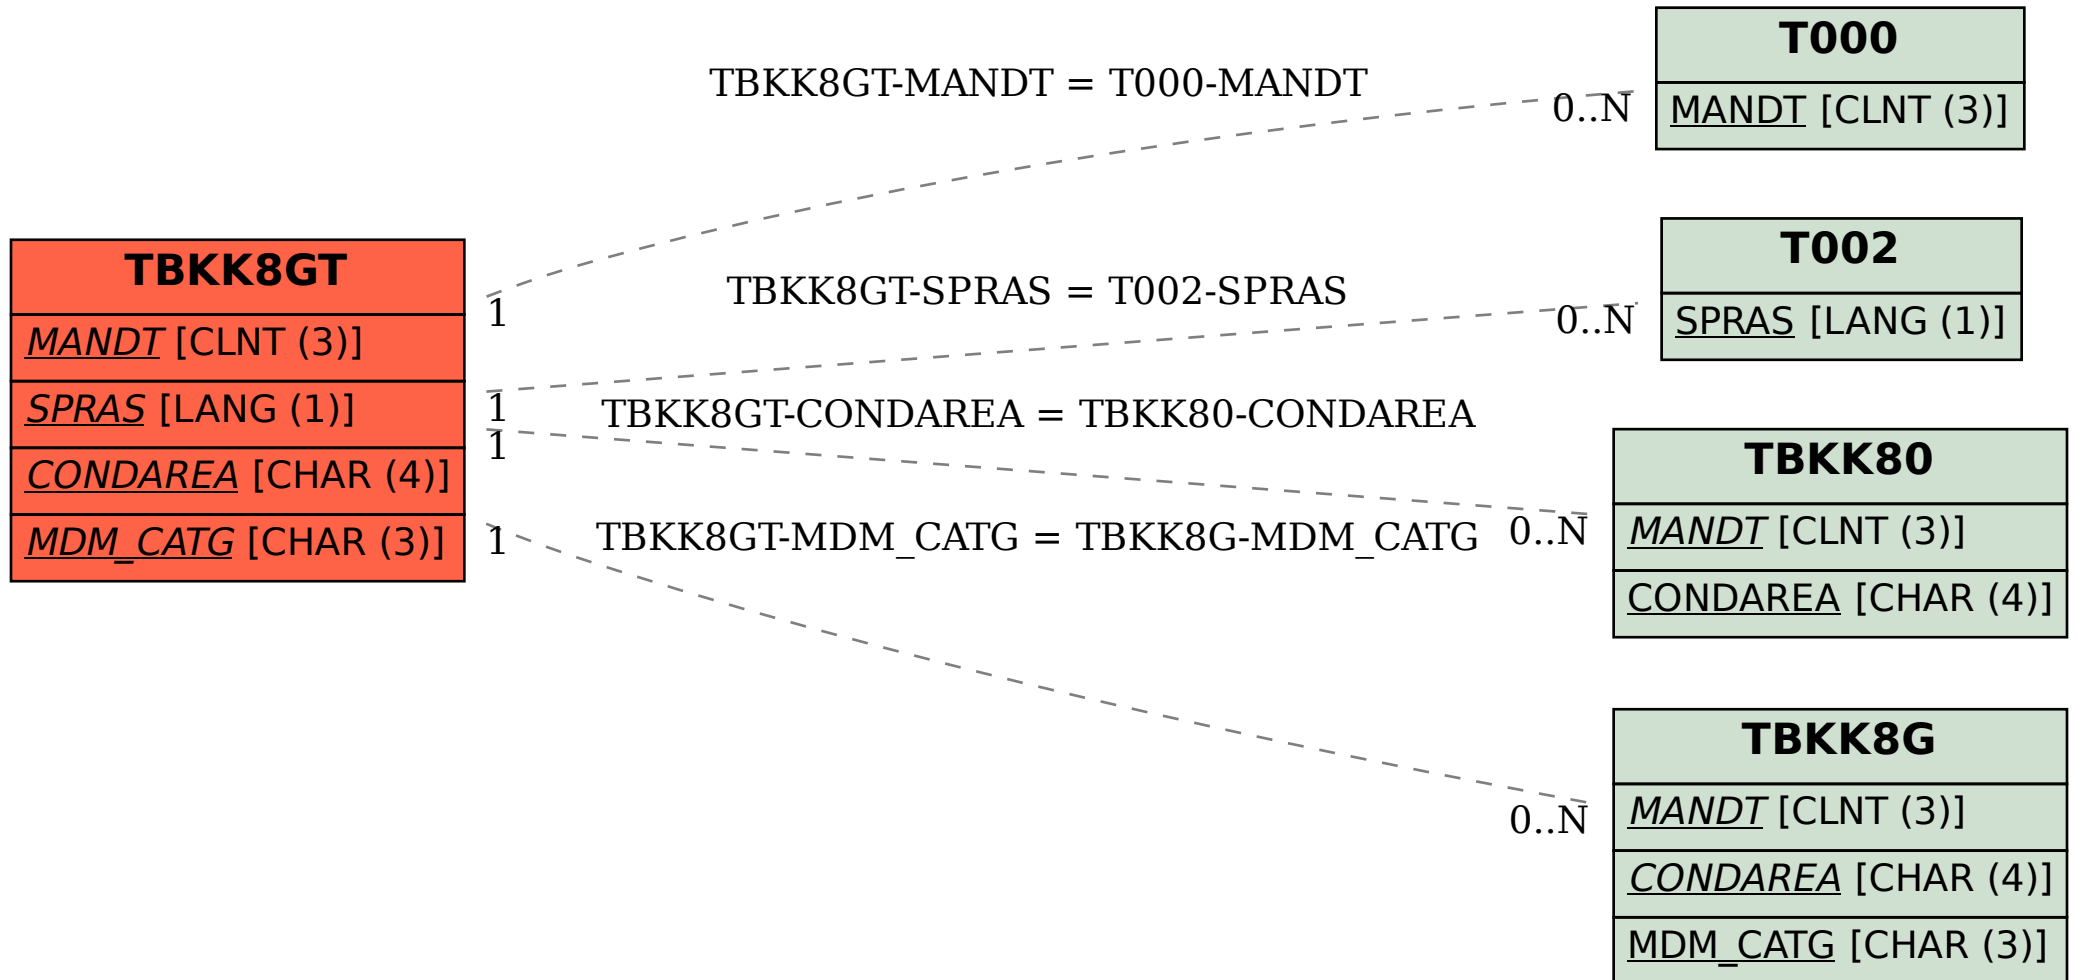 T000
MANDT [CLNT (3)]
TBKK8GT-MANDT = T000-MANDT
0..N
T002
SPRAS [LANG (1)]
TBKK8GT
MANDT [CLNT (3)]
SPRAS [LANG (1)]
CONDAREA [CHAR (4)]
MDM_CATG [CHAR (3)]
1
TBKK8GT-SPRAS = T002-SPRAS
0..N
1
TBKK8GT-CONDAREA = TBKK80-CONDAREA
1
TBKK80
MANDT [CLNT (3)]
CONDAREA [CHAR (4)]
1
TBKK8GT-MDM_CATG = TBKK8G-MDM_CATG
0..N
TBKK8G
MANDT [CLNT (3)]
CONDAREA [CHAR (4)]
MDM_CATG [CHAR (3)]
0..N